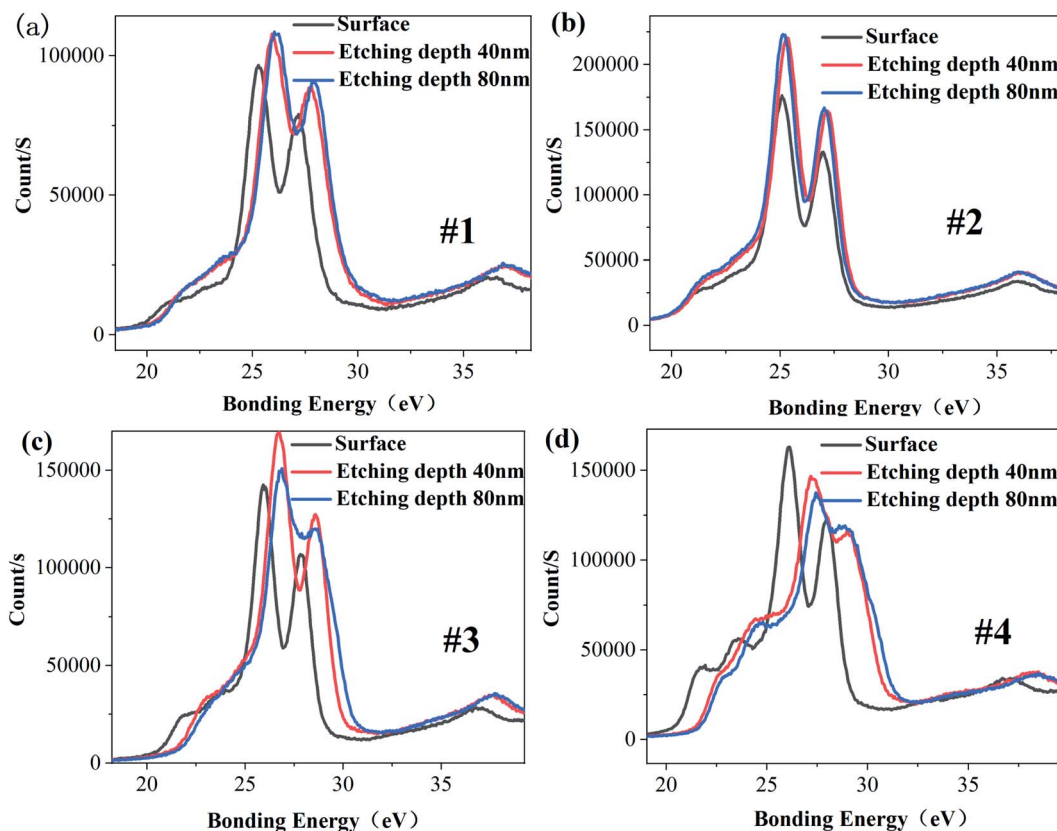 (a)
Surface
Etching depth 40nm
Etching depth 80nm
100000
50000
0
Count/S
#1
20 25 30 35
Bonding Energy（eV）
(b)
Surface
Etching depth 40nm
Etching depth 80nm
200000
150000
100000
50000
0
Count/S
#2
20 25 30 35
Bonding Energy（eV）
(c)
Surface
Etching depth 40nm
Etching depth 80nm
150000
100000
50000
0
Count/s
#3
20 25 30 35
Bonding Energy（eV）
(d)
Surface
Etching depth 40nm
Etching depth 80nm
150000
100000
50000
0
Count/S
#4
20 25 30 35
Bonding Energy（eV）